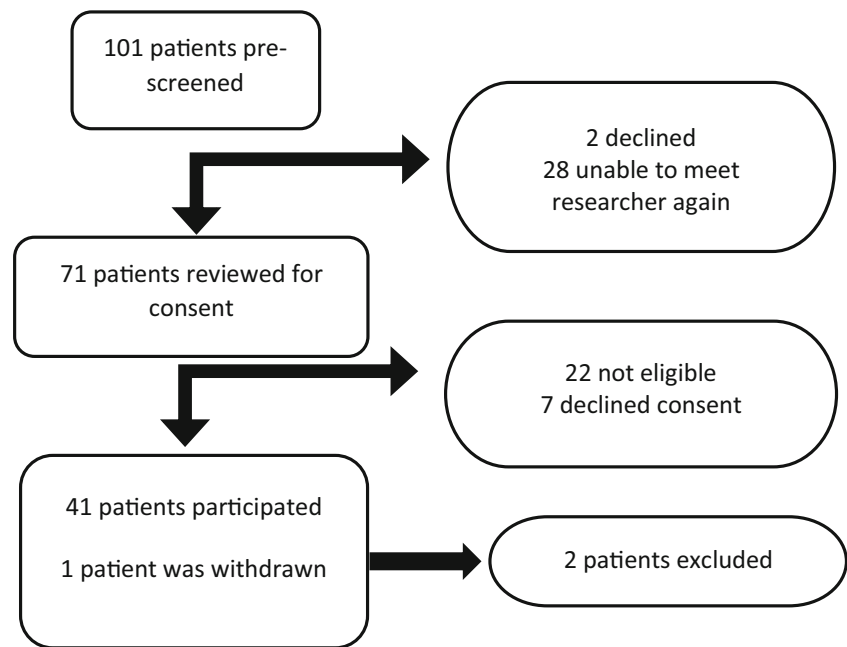 101 patients pre-
screened
2 declined
28 unable to meet
researcher again
71 patients reviewed for
consent
22 not eligible
7 declined consent
41 patients participated
1 patient was withdrawn
2 patients excluded